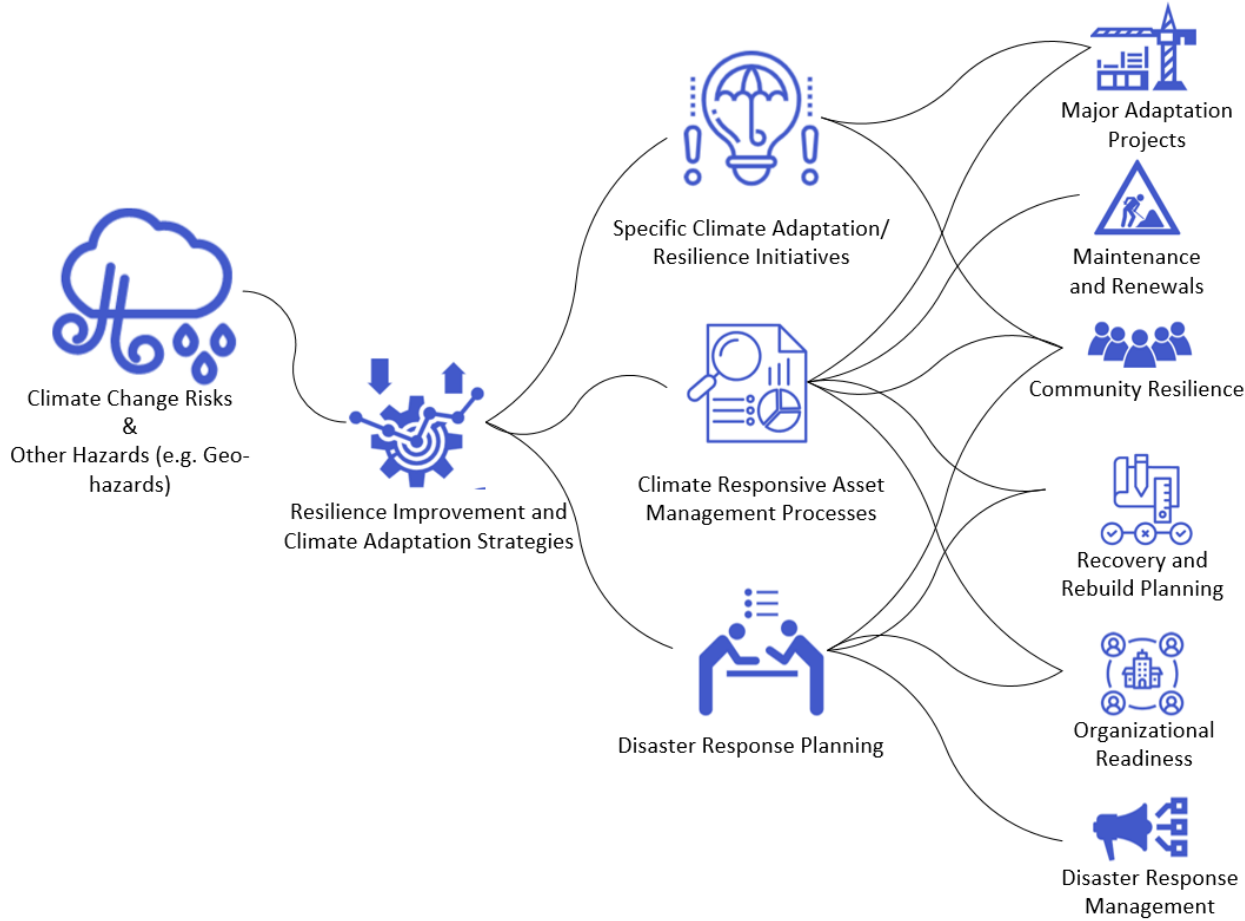 Climate Change Risks
&
Other Hazards (e.g. Geo-
hazards)
Resilience Improvement and
Climate Adaptation Strategies
Specific Climate Adaptation/
Resilience Initiatives
Climate Responsive Asset
Management Processes
Disaster Response Planning
Major Adaptation
Projects
Maintenance
and Renewals
Community Resilience
Recovery and
Rebuild Planning
Organizational
Readiness
Disaster Response
Management